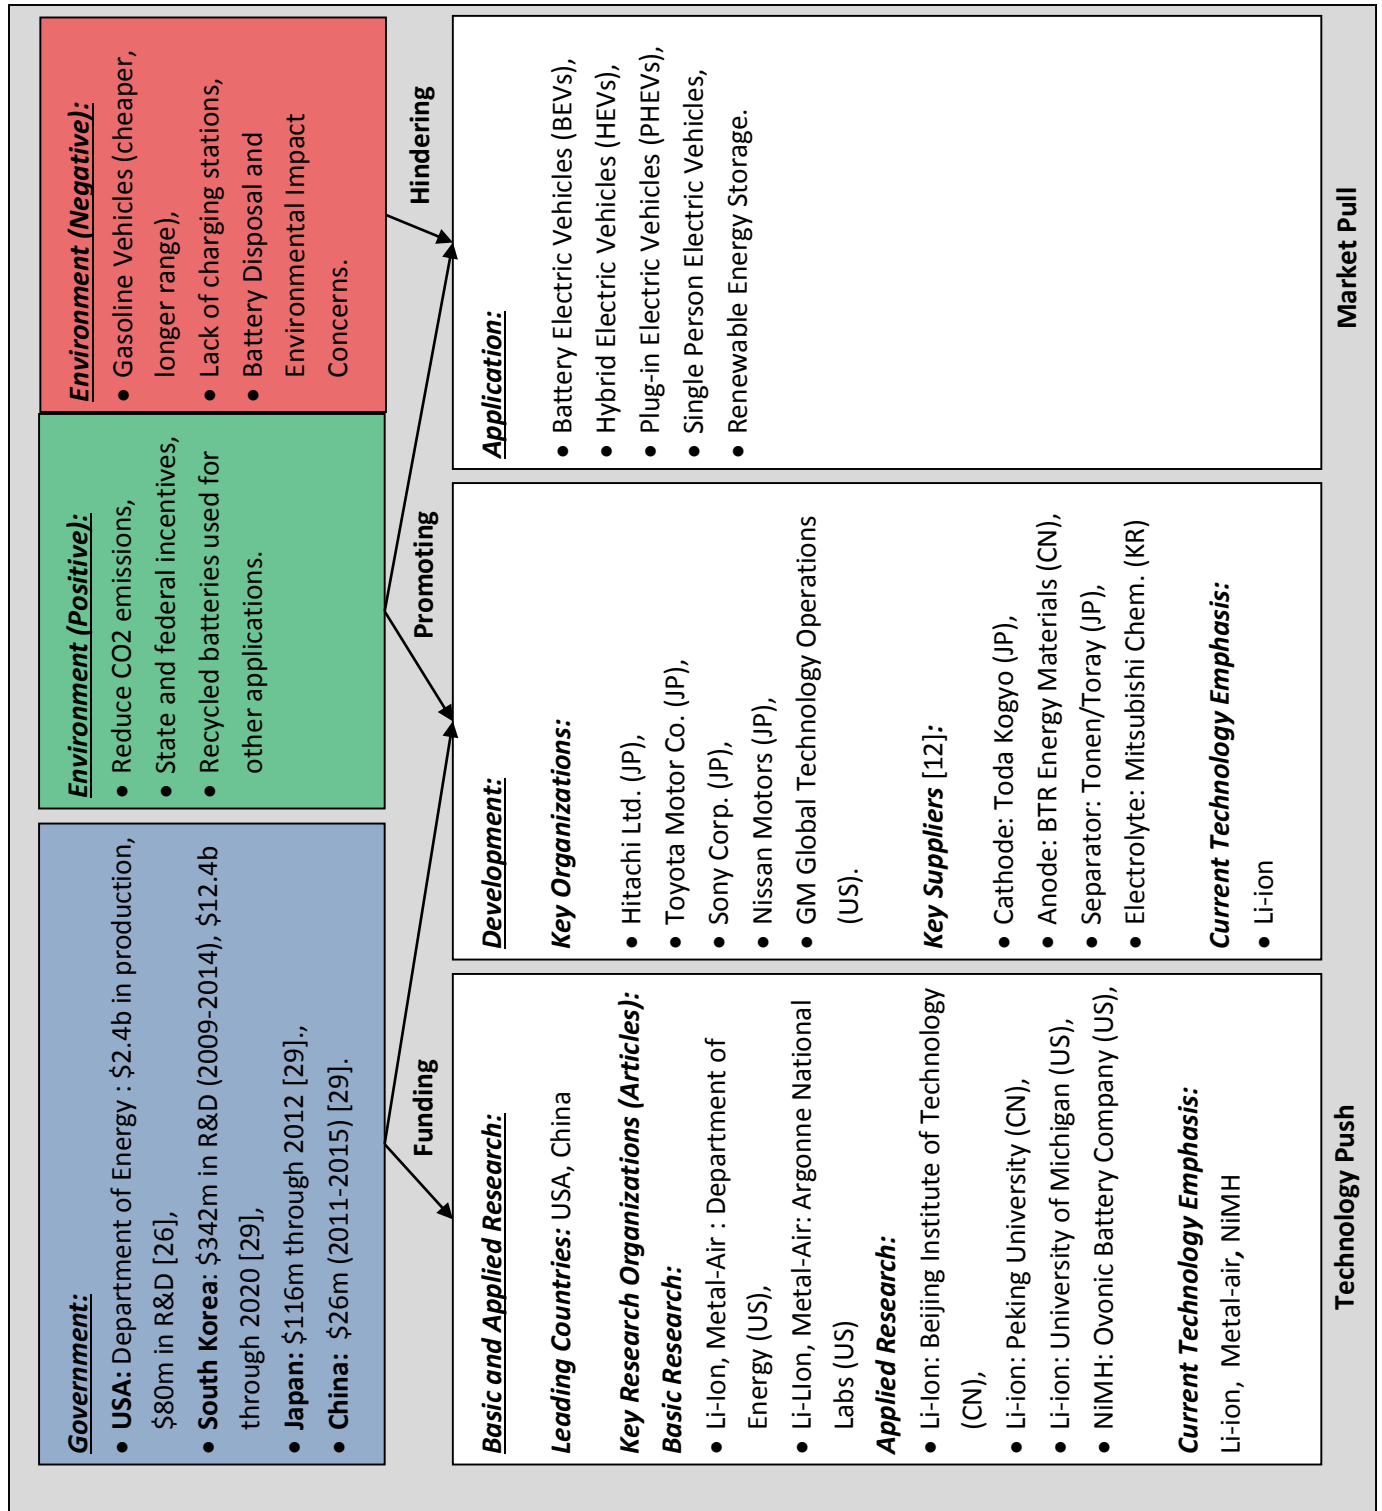 Government:
• USA: Department of Energy : $2.4b in production,
$80m in R&D [26],
• South Korea: $342m in R&D (2009-2014), $12.4b
through 2020 [29],
• Japan: $116m through 2012 [29].,
• China: $26m (2011-2015) [29].
Environment (Positive):
• Reduce CO2 emissions,
• State and federal incentives,
• Recycled batteries used for
other applications.
Environment (Negative):
• Gasoline Vehicles (cheaper,
longer range),
• Lack of charging stations,
• Battery Disposal and
Environmental Impact
Concerns.
Funding
Promoting
Hindering
Basic and Applied Research:
Leading Countries: USA, China
Key Research Organizations (Articles):
Basic Research:
• Li-Ion, Metal-Air : Department of
Energy (US),
• Li-LIon, Metal-Air: Argonne National
Labs (US)
Applied Research:
• Li-Ion: Beijing Institute of Technology
(CN),
• Li-ion: Peking University (CN),
• Li-ion: University of Michigan (US),
• NiMH: Ovonic Battery Company (US),
Current Technology Emphasis:
Li-ion, Metal-air, NiMH
Development:
Key Organizations:
• Hitachi Ltd. (JP),
• Toyota Motor Co. (JP),
• Sony Corp. (JP),
• Nissan Motors (JP),
• GM Global Technology Operations
(US).
Key Suppliers [12]:
• Cathode: Toda Kogyo (JP),
• Anode: BTR Energy Materials (CN),
• Separator: Tonen/Toray (JP),
• Electrolyte: Mitsubishi Chem. (KR)
Current Technology Emphasis:
• Li-ion
Application:
• Battery Electric Vehicles (BEVs),
• Hybrid Electric Vehicles (HEVs),
• Plug-in Electric Vehicles (PHEVs),
• Single Person Electric Vehicles,
• Renewable Energy Storage.
Technology Push
Market Pull